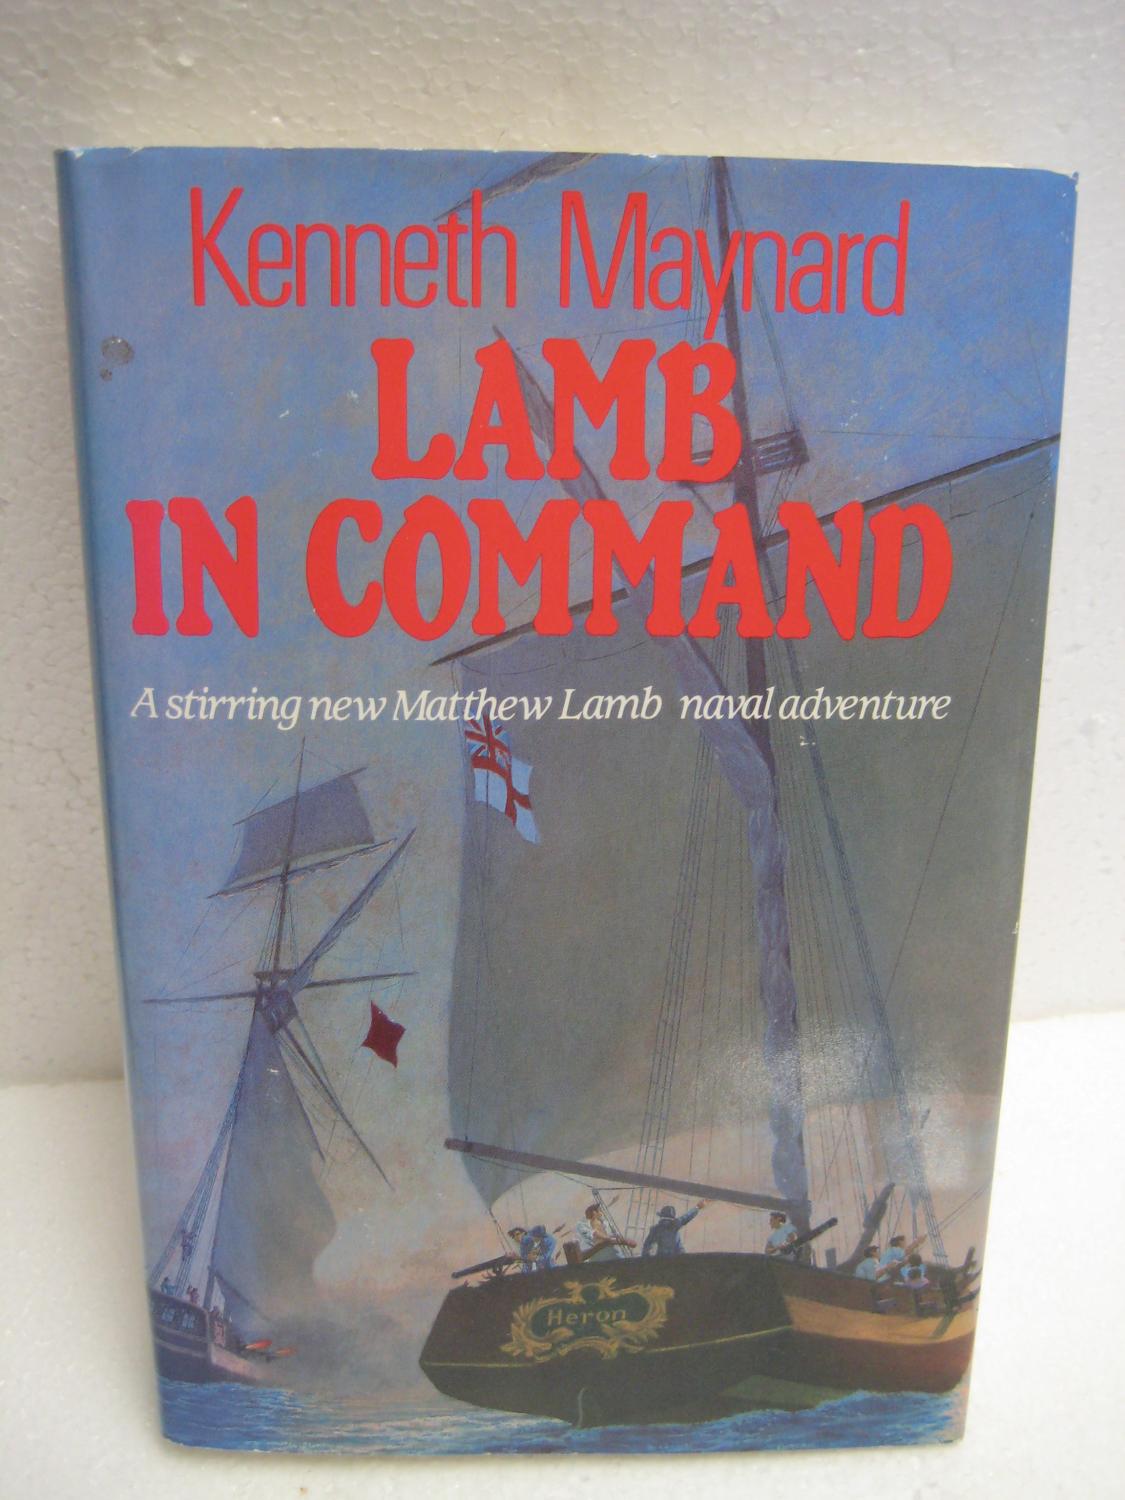 Kenneth Maynard
LAMB
IN COMMAND
A stirring new Matthew Lamb naval adventure
Heron